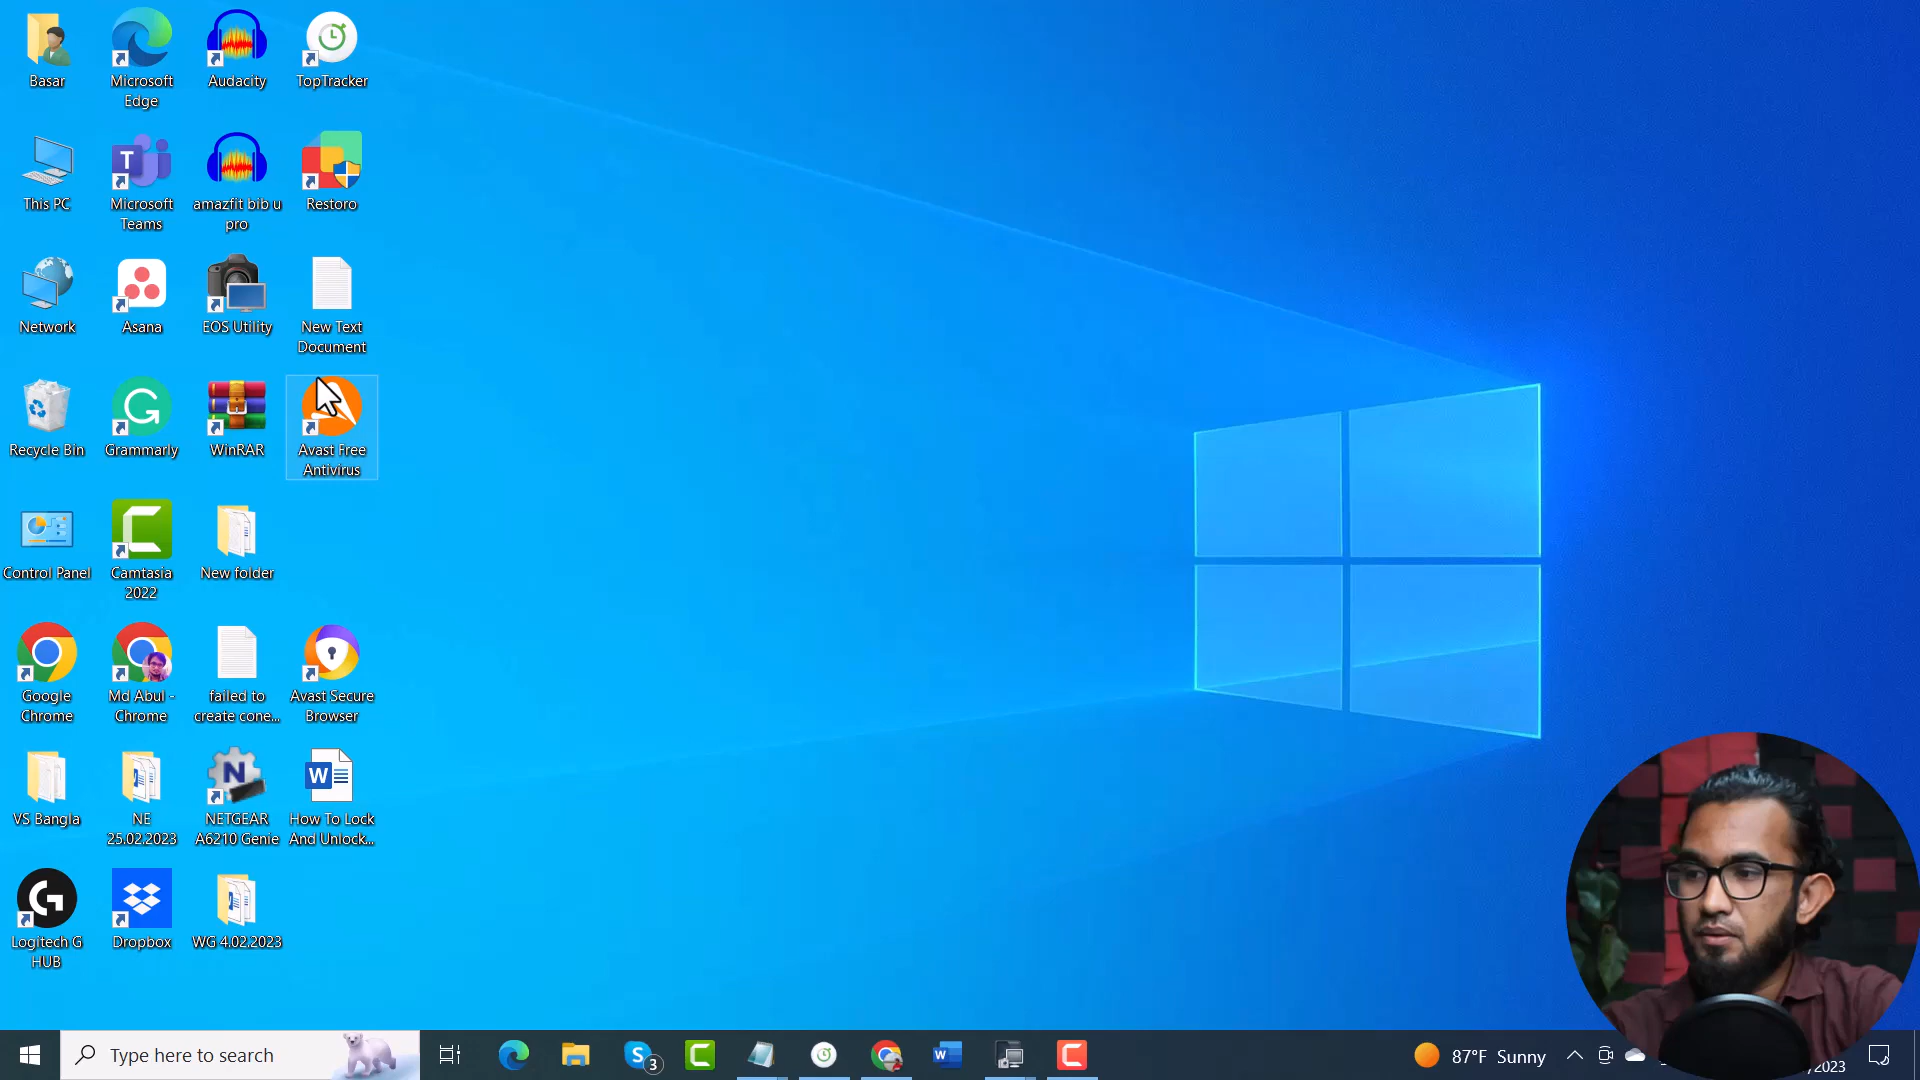 Basar
Microsoft
Edge
Audacity
TopTracker
This PC
Microsoft
Teams
amazfit bib u
pro
Restoro
Network
Asana
EOS Utility
New Text
Document
Recycle Bin
Grammarly
WinRAR
Avast Free
Antivirus
Control Panel
Camtasia
2022
New folder
Google
Chrome
Md Abul -
Chrome
failed to
create cone...
Avast Secure
Browser
VS Bangla
NE
25.02.2023
NETGEAR
A6210 Genie
How To Lock
And Unlock...
Logitech G
HUB
Dropbox
WG 4.02.2023
Type here to search
3
87°F Sunny
/2023